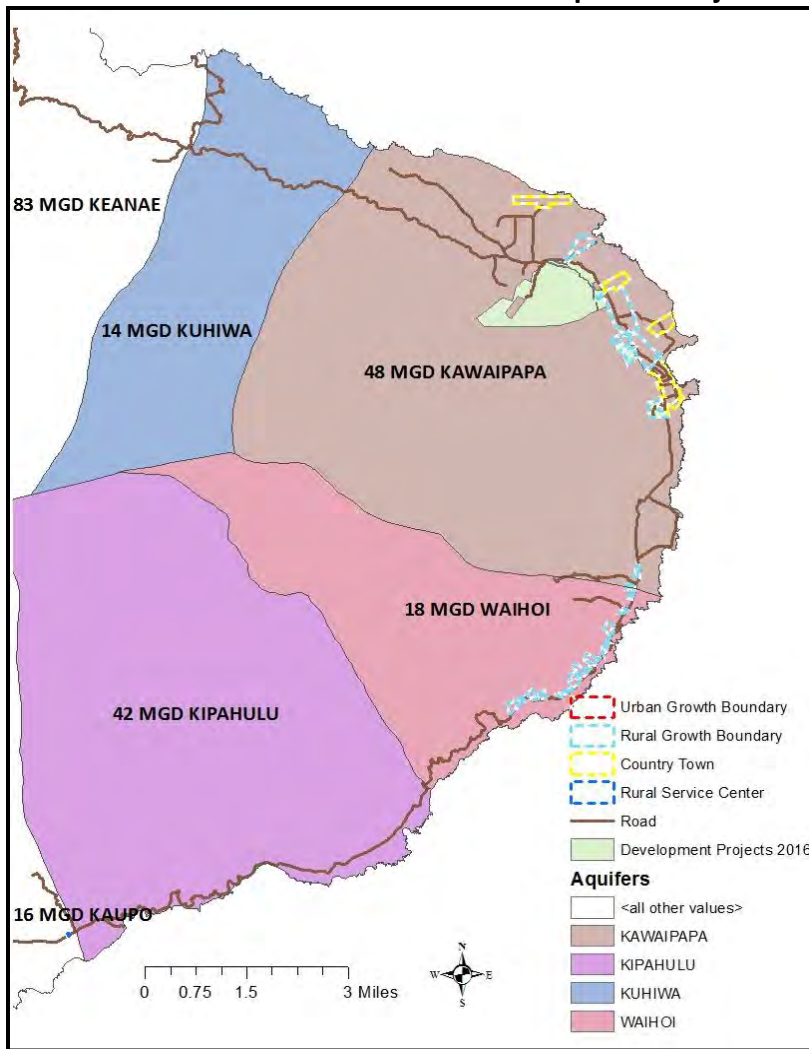 83 MGD KEANAE
14 MGD KUHIWA
48 MGD KAWAIPAPA
18 MGD WAIHOI
42 MGD KIPAHULU
16 MGD KAUPO
Urban Growth Boundary
Rural Growth Boundary
Country Town
Rural Service Center
Road
Development Projects 2016
Aquifers
<all other values>
KAWAIPAPA
KIPAHULU
KUHIWA
WAIHOI
N
W E
S
0 0.75 1.5 3 Miles